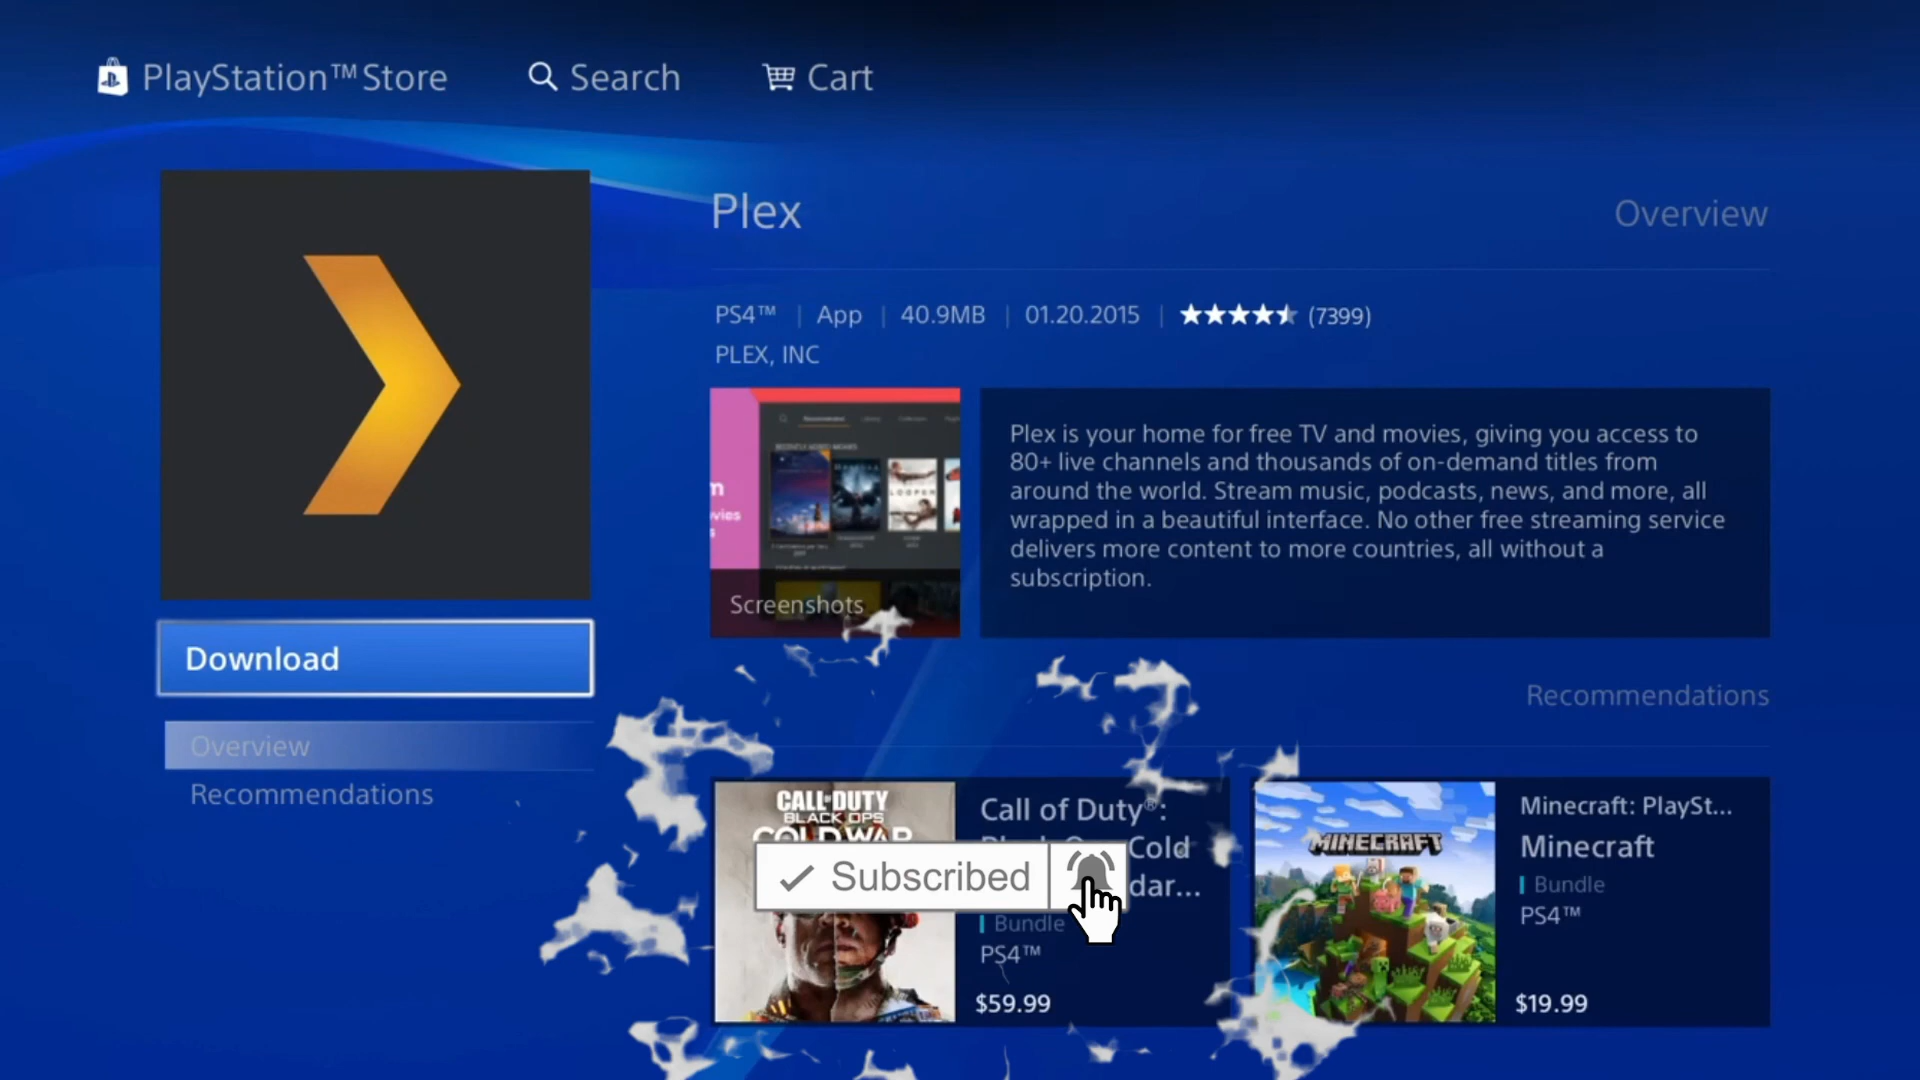 PlayStation™Store
Search
Cart
Plex
Overview
PS4™ | App | 40.9MB | 01.20.2015 | (7399)
PLEX, INC
Screenshots
Plex is your home for free TV and movies, giving you access to
80+ live channels and thousands of on-demand titles from
around the world. Stream music, podcasts, news, and more, all
wrapped in a beautiful interface. No other free streaming service
delivers more content to more countries, all without a
subscription.
Download
Overview
Recommendations
Recommendations
CALL OF DUTY
BLACK OPS
COLD WAR
Call of Duty®:
Cold
dar...
Bundle
PS4™
$59.99
Subscribed
MINECRAFT
Minecraft: PlaySt...
Minecraft
Bundle
PS4™
$19.99